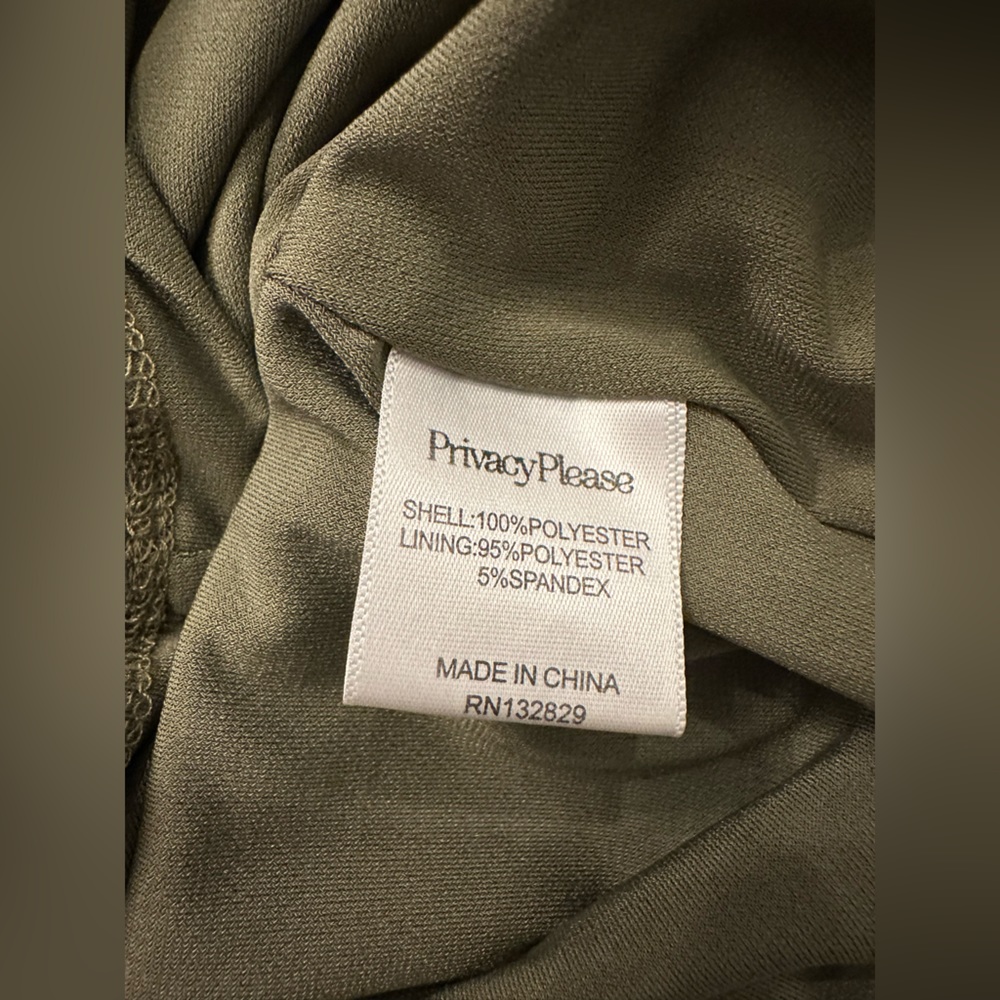 PrivacyPlease
SHELL:100%POLYESTER
LINING:95%POLYESTER
5%SPANDEX
MADE IN CHINA
RN132829